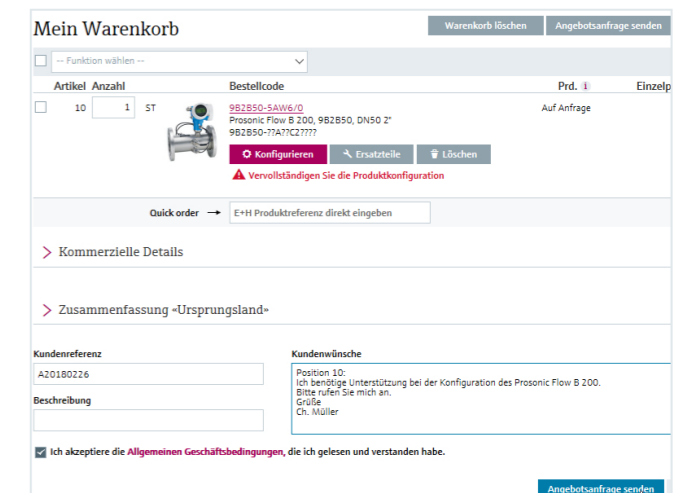 Mein Warenkorb
Warenkorb löschen
Angebotsanfrage senden
-- Funktion wählen --
Artikel Anzahl Bestellcode Prd. i Einzelp
10 1 ST 9B2B50-5AW6/0 Auf Anfrage
Prosonic Flow B 200, 9B2B50, DN50 2"
9B2B50-??A??C2????
Konfigurieren Ersatzteile Löschen
Vervollständigen Sie die Produktkonfiguration
Quick order → E+H Produktreferenz direkt eingeben
Kommerzielle Details
Zusammenfassung «Ursprungsland»
Kundenreferenz
A20180226
Beschreibung
Kundenwünsche
Position 10:
Ich benötige Unterstützung bei der Konfiguration des Prosonic Flow B 200.
Bitte rufen Sie mich an.
Grüße
Ch. Müller
Ich akzeptiere die Allgemeinen Geschäftsbedingungen, die ich gelesen und verstanden habe.
Angebotsanfrage senden